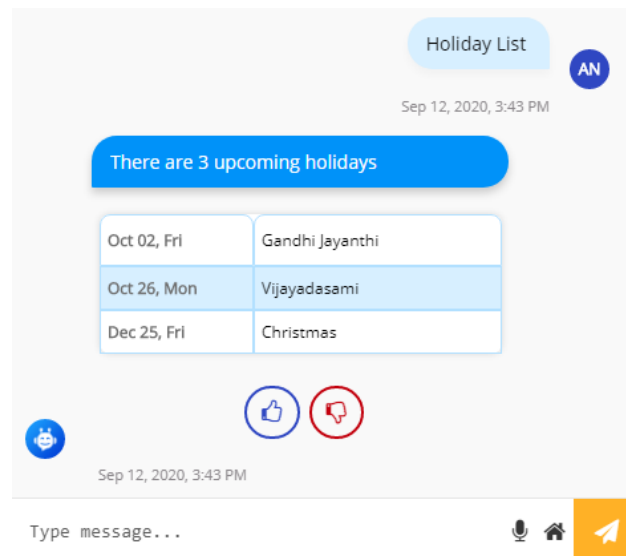 Holiday List
AN
Sep 12, 2020, 3:43 PM
There are 3 upcoming holidays
Oct 02, Fri Gandhi Jayanthi
Oct 26, Mon Vijayadasami
Dec 25, Fri Christmas
Sep 12, 2020, 3:43 PM
Type message...